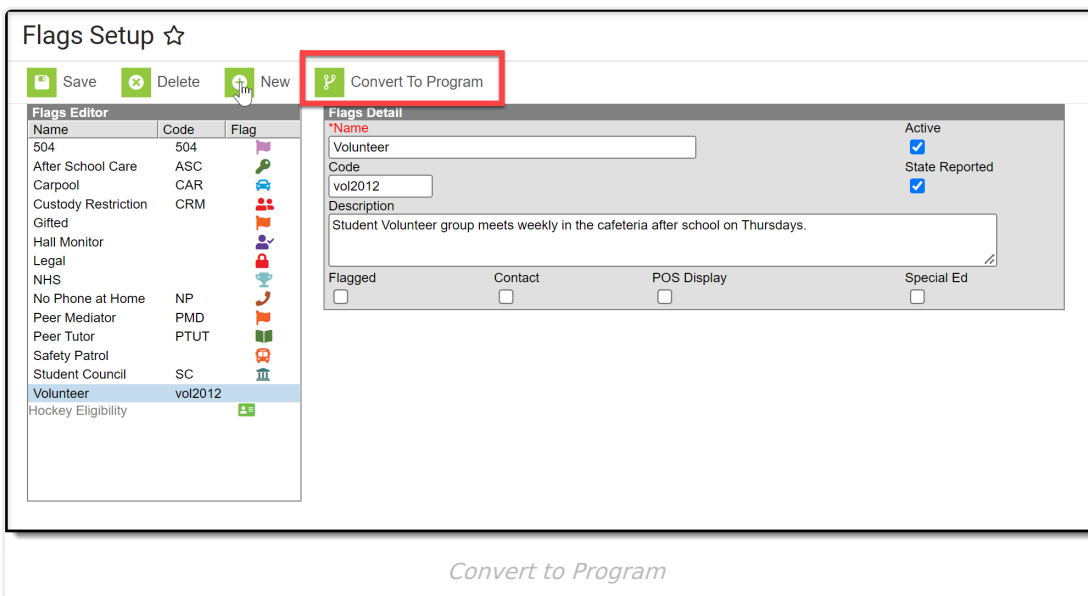 Flags Setup
Save Delete New Convert To Program
Flags Editor
Name Code Flag
504 504
After School Care ASC
Carpool CAR
Custody Restriction CRM
Gifted
Hall Monitor
Legal
NHS
No Phone at Home NP
Peer Mediator PMD
Peer Tutor PTUT
Safety Patrol
Student Council SC
Volunteer vol2012
Hockey Eligibility
Flags Detail
*Name Active
Volunteer
Code State Reported
vol2012
Description
Student Volunteer group meets weekly in the cafeteria after school on Thursdays.
Flagged Contact POS Display Special Ed
Convert to Program